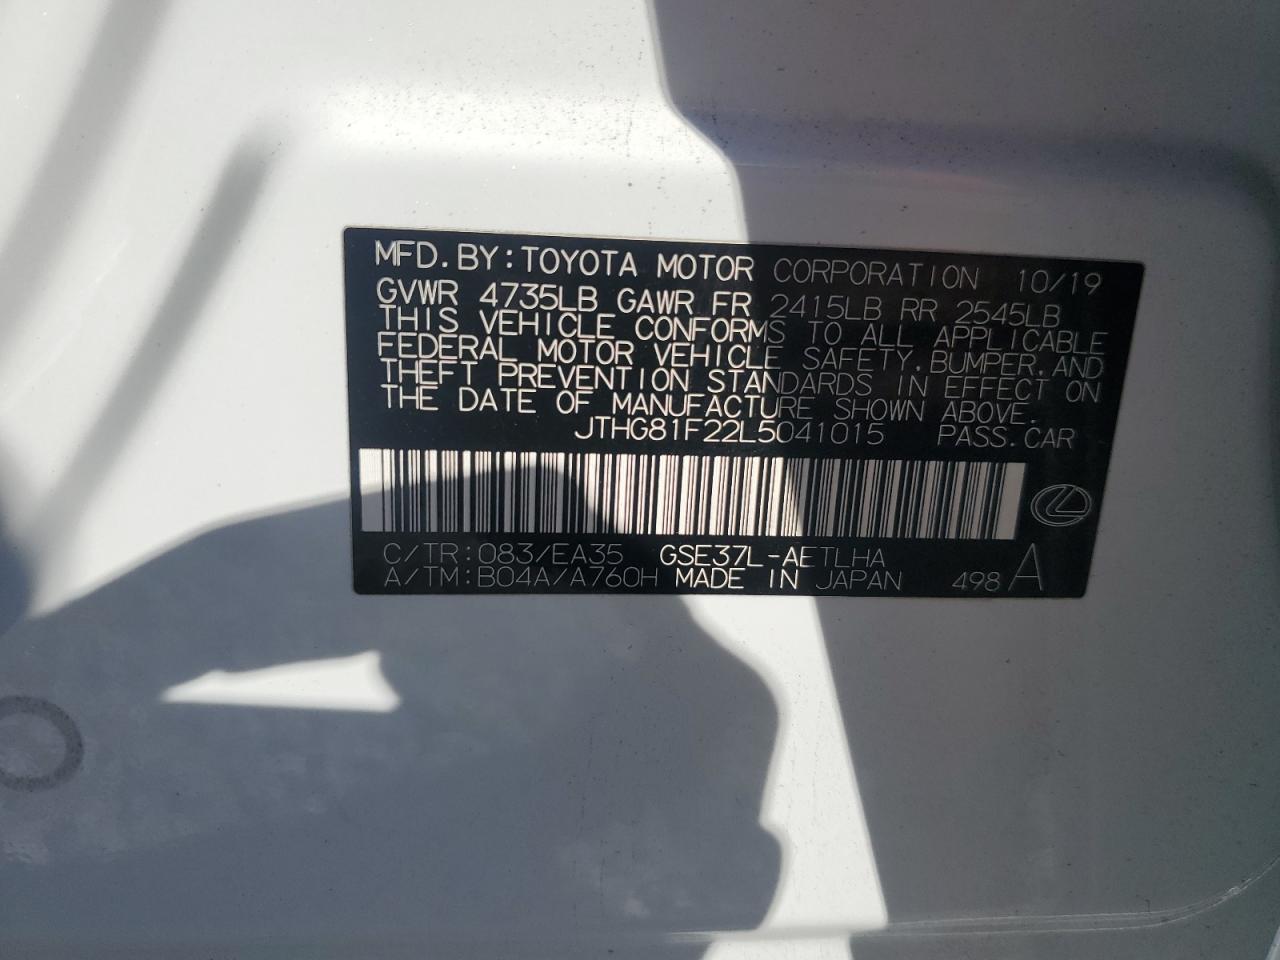 MFD. BY: TOYOTA MOTOR CORPORATION 10/19
GVWR 4735LB GAWR FR 2415LB RR 2545LB
THIS VEHICLE CONFORMS TO ALL APPLICABLE
FEDERAL MOTOR VEHICLE SAFETY, BUMPER, AND
THEFT PREVENTION STANDARDS IN EFFECT ON
THE DATE OF MANUFACTURE SHOWN ABOVE.
JTHG81F22L5041015 PASS. CAR
C/TR: 083/EA35 GSE37L-AETLHA
A/TM: B04A/A760H MADE IN JAPAN 498 A